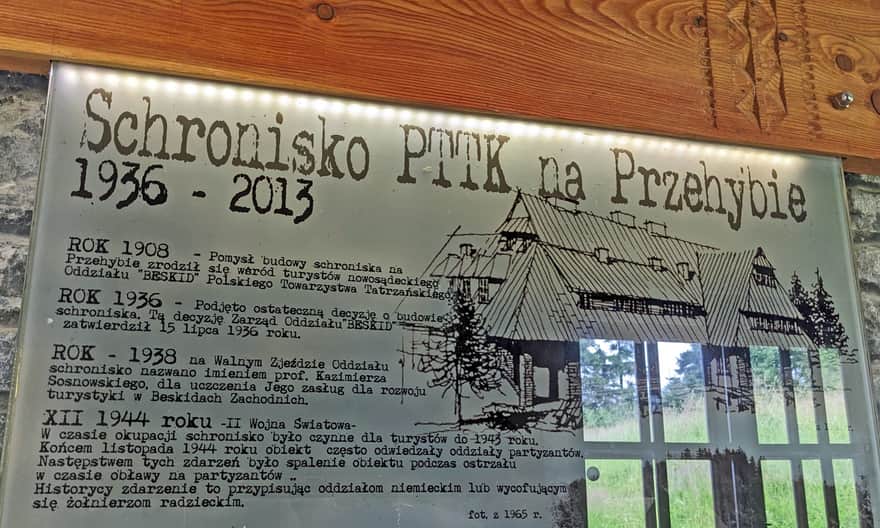 Schronisko PTTK na Przehybie
1936 - 2013
ROK 1908 - Pomysł budowy schroniska na
Przehybie zrodził się wśród turystów nowosądeckiego
Oddziału "BESKID" Polskiego Towarzystwa Tatrzańskiego
ROK 1936 - Podjęto ostateczną decyzję o budowie
schroniska. Tą decyzję Zarząd Oddziału "BESKID"
zatwierdził 15 lipca 1936 roku.
ROK - 1938 na Walnym Zjeździe Oddziału
schronisko nazwano imieniem prof. Kazimierza
Sosnowskiego, dla uczczenia Jego zasług dla rozwoju
turystyki w Beskidach Zachodnich.
XII 1944 roku -II Wojna Światowa-
W czasie okupacji schronisko było czynne dla turystów do 1943 roku.
Końcem listopada 1944 roku obiekt często odwiedzały oddziały partyzantów.
Następstwem tych zdarzeń było spalenie obiektu podczas ostrzału
w czasie obławy na partyzantów ..
Historycy zdarzenie to przypisując oddziałom niemieckim lub wycofującym
się żołnierzom radzieckim.
fot. z 1965 r.